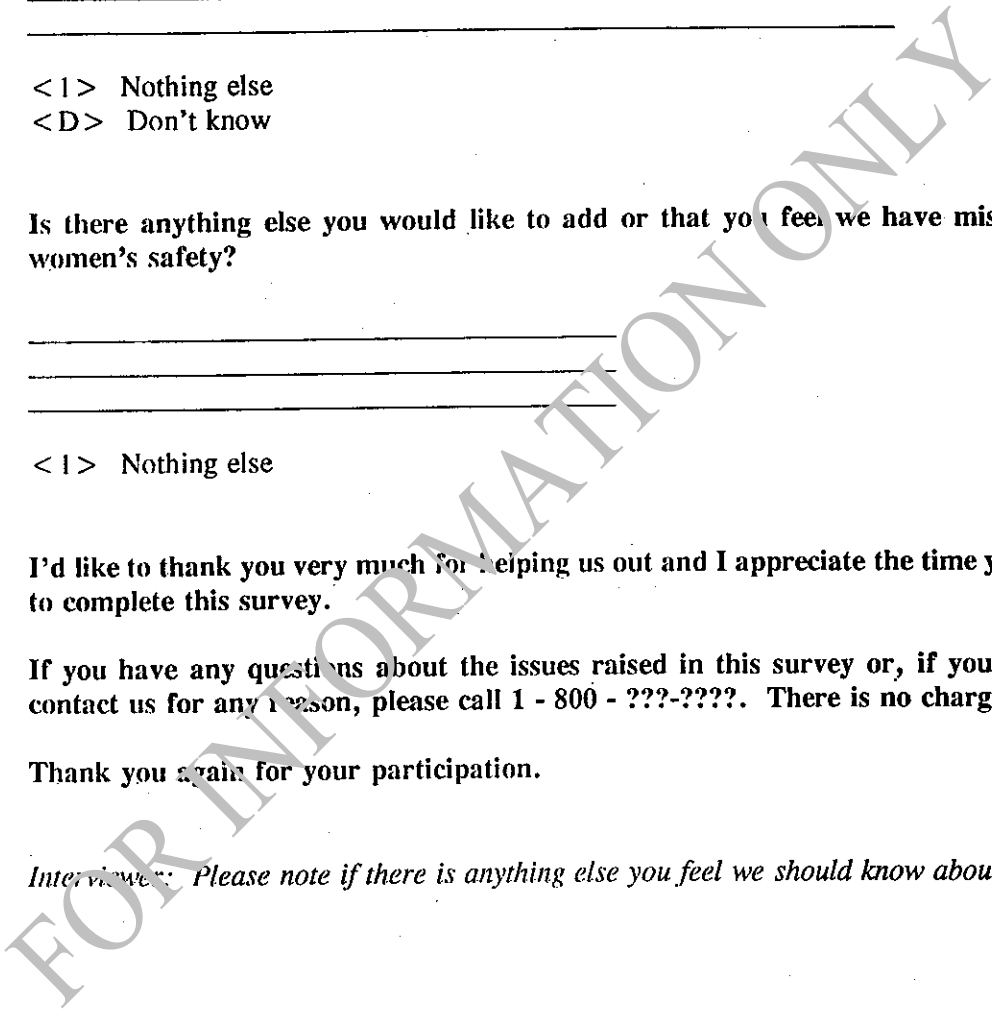 <1> Nothing else
<D> Don't know
Is there anything else you would like to add or that you feel we have mis
women's safety?
<1> Nothing else
I'd like to thank you very much for helping us out and I appreciate the time y
to complete this survey.
If you have any questions about the issues raised in this survey or, if you
contact us for any reason, please call 1 - 800 - ???-????. There is no charg
Thank you again for your participation.
Interviewer: Please note if there is anything else you feel we should know abou
FOR INFORMATION ONLY